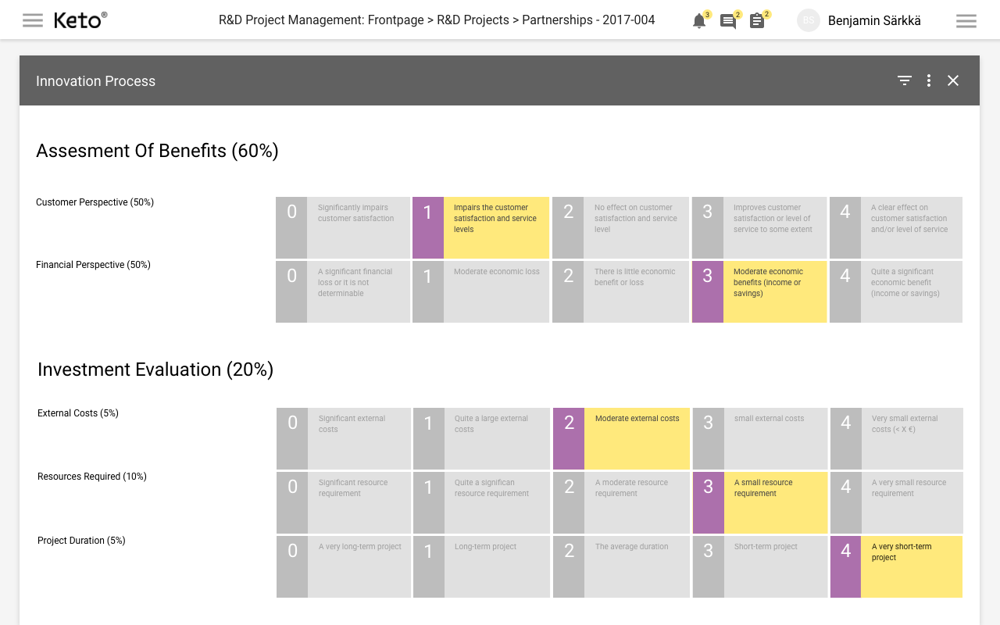 Keto®
R&D Project Management: Frontpage > R&D Projects > Partnerships - 2017-004
3
2
2
BS
Benjamin Särkkä
Innovation Process
Assesment Of Benefits (60%)
Customer Perspective (50%)
0
Significantly impairs
customer satisfaction
1
Impairs the customer
satisfaction and service
levels
2
No effect on customer
satisfaction and service
level
3
Improves customer
satisfaction or level of
service to some extent
4
A clear effect on
customer satisfaction
and/or level of service
Financial Perspective (50%)
0
A significant financial
loss or it is not
determinable
1
Moderate economic loss
2
There is little economic
benefit or loss
3
Moderate economic
benefits (income or
savings)
4
Quite a significant
economic benefit
(income or savings)
Investment Evaluation (20%)
External Costs (5%)
0
Significant external
costs
1
Quite a large external
costs
2
Moderate external costs
3
small external costs
4
Very small external
costs (< X €)
Resources Required (10%)
0
Significant resource
requirement
1
Quite a significan
resource requirement
2
A moderate resource
requirement
3
A small resource
requirement
4
A very small resource
requirement
Project Duration (5%)
0
A very long-term project
1
Long-term project
2
The average duration
3
Short-term project
4
A very short-term
project